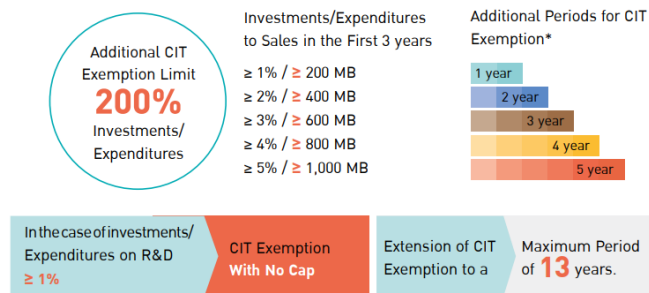 Additional CIT
Exemption Limit
200%
Investments/
Expenditures
Investments/Expenditures
to Sales in the First 3 years
≥ 1% / ≥ 200 MB
≥ 2% / ≥ 400 MB
≥ 3% / ≥ 600 MB
≥ 4% / ≥ 800 MB
≥ 5% / ≥ 1,000 MB
Additional Periods for CIT
Exemption*
1 year
2 year
3 year
4 year
5 year
In the case of investments/
Expenditures on R&D
≥ 1%
CIT Exemption
With No Cap
Extension of CIT
Exemption to a
Maximum Period
of 13 years.